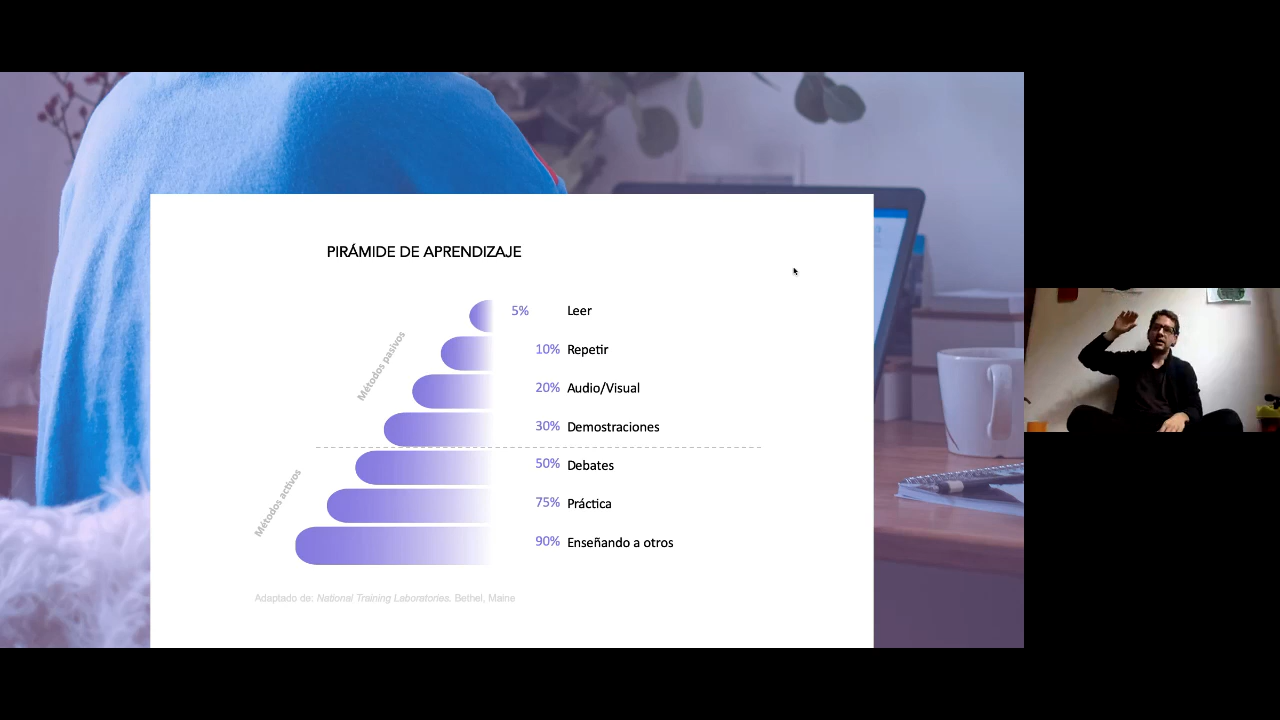 PIRÁMIDE DE APRENDIZAJE
5% Leer
10% Repetir
20% Audio/Visual
30% Demostraciones
50% Debates
75% Práctica
90% Enseñando a otros
Métodos pasivos
Métodos activos
Adaptado de: National Training Laboratories. Bethel, Maine